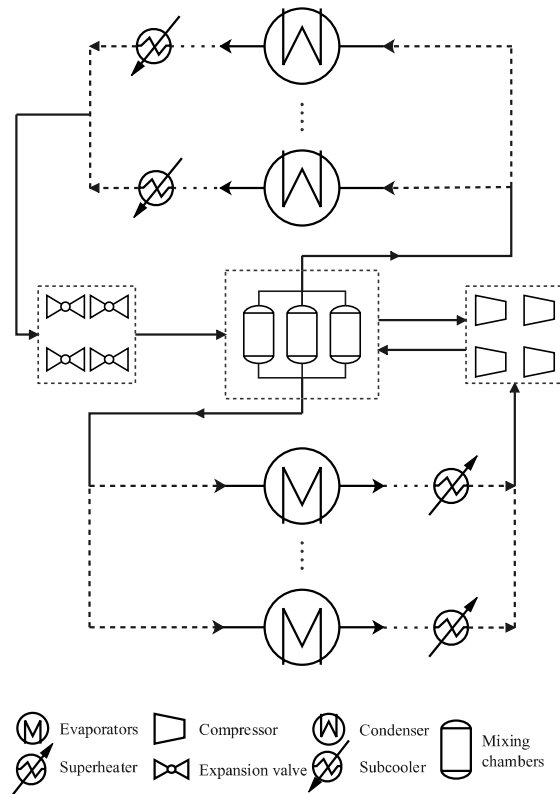 Evaporators
Compressor
Condenser
Mixing
chambers
Superheater
Expansion valve
Subcooler